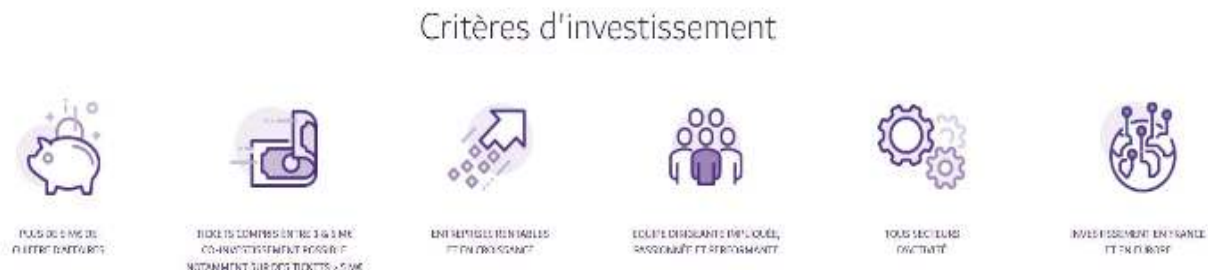 Critères d'investissement
PLUS DE 5 M€ DE
CHIFFRE D'AFFAIRES
TICKETS COMPRIS ENTRE 1 & 5 M€
CO-INVESTISSEMENT POSSIBLE
NOTAMMENT SUR DES TICKETS > 5 M€
ENTREPRISES RENTABLES
ET EN CROISSANCE
EQUIPE DIRIGEANTE IMPLIQUÉE,
PASSIONNÉE ET PERFORMANTE
TOUS SECTEURS
D'ACTIVITÉ
INVESTISSEMENT EN FRANCE
ET EN EUROPE